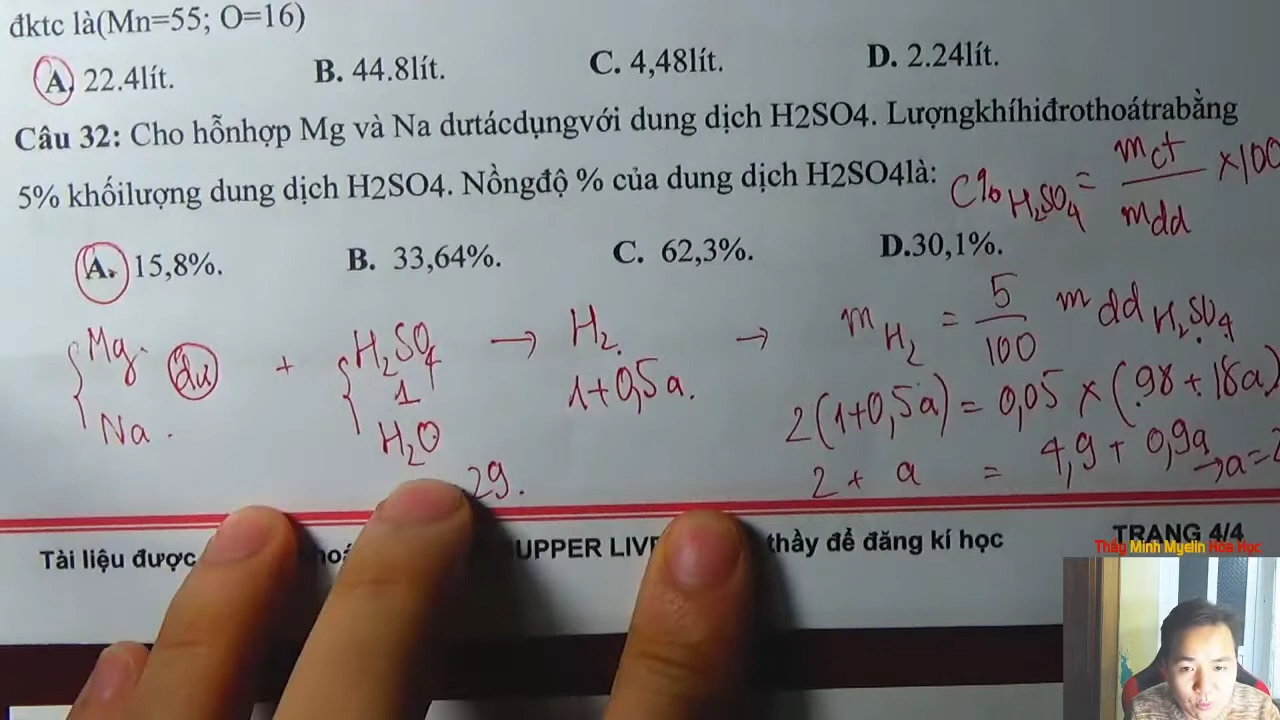 đktc là(Mn=55; O=16)
A. 22.4lít. B. 44.8lít. C. 4,48lít. D. 2.24lít.
Câu 32: Cho hỗnhợp Mg và Na dưtácdụngvới dung dịch H2SO4. Lượngkhíhiđrothoátrabằng
5% khốilượng dung dịch H2SO4. Nồngđộ % của dung dịch H2SO4là:
C% H₂SO₄ = mct / mdd ×100
A. 15,8%. B. 33,64%. C. 62,3%. D.30,1%.
Mg dư + H₂SO₄ → H₂ → mH₂ = 5/100 mdd H₂SO₄
1 1+0,5a. 2(1+0,5a) = 0,05 × (98 + 18a)
Na. H₂O 2 + a = 4,9 + 0,9a → a = 2
29.
Tài liệu được UPPER LIVE thầy để đăng kí học TRANG 4/4
Thầy Minh Myelin Hóa Học